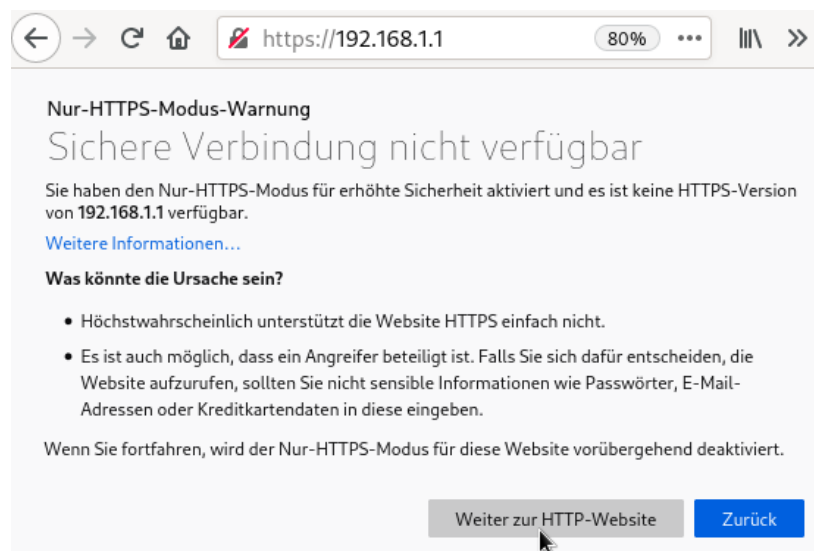 https://192.168.1.1 80%
Nur-HTTPS-Modus-Warnung
Sichere Verbindung nicht verfügbar
Sie haben den Nur-HTTPS-Modus für erhöhte Sicherheit aktiviert und es ist keine HTTPS-Version
von 192.168.1.1 verfügbar.
Weitere Informationen…
Was könnte die Ursache sein?
• Höchstwahrscheinlich unterstützt die Website HTTPS einfach nicht.
• Es ist auch möglich, dass ein Angreifer beteiligt ist. Falls Sie sich dafür entscheiden, die
Website aufzurufen, sollten Sie nicht sensible Informationen wie Passwörter, E-Mail-
Adressen oder Kreditkartendaten in diese eingeben.
Wenn Sie fortfahren, wird der Nur-HTTPS-Modus für diese Website vorübergehend deaktiviert.
Weiter zur HTTP-Website Zurück